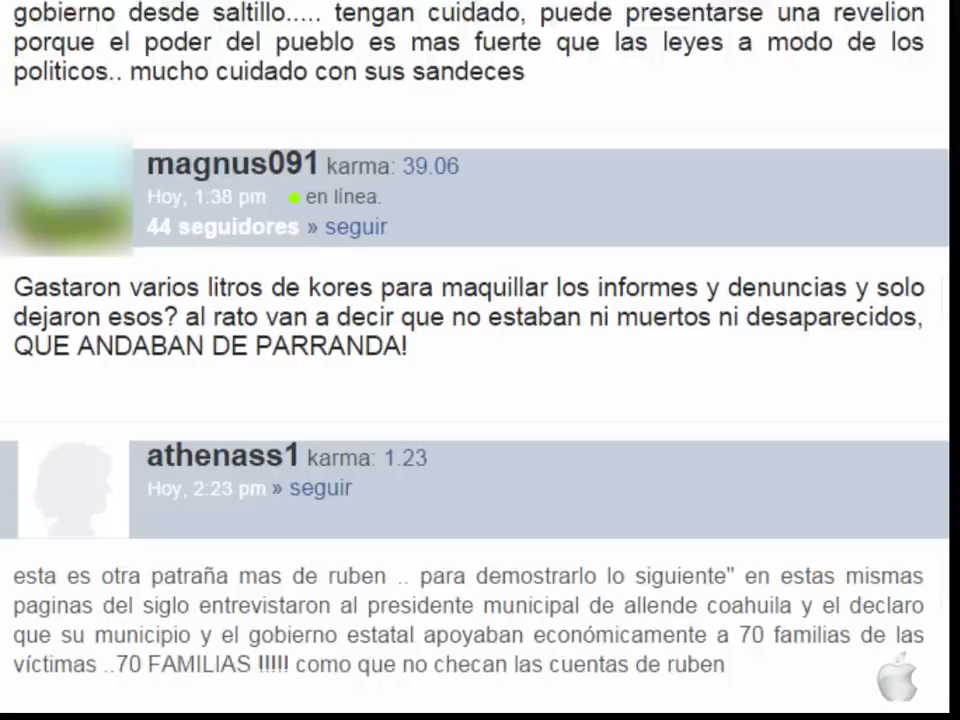 gobierno desde saltillo..... tengan cuidado, puede presentarse una revelion
porque el poder del pueblo es mas fuerte que las leyes a modo de los
politicos.. mucho cuidado con sus sandeces
magnus091 karma: 39.06
Hoy, 1:38 pm en línea.
44 seguidores » seguir
Gastaron varios litros de kores para maquillar los informes y denuncias y solo
dejaron esos? al rato van a decir que no estaban ni muertos ni desaparecidos,
QUE ANDABAN DE PARRANDA!
athenass1 karma: 1.23
Hoy, 2:23 pm » seguir
esta es otra patraña mas de ruben .. para demostrarlo lo siguiente" en estas mismas
paginas del siglo entrevistaron al presidente municipal de allende coahuila y el declaro
que su municipio y el gobierno estatal apoyaban económicamente a 70 familias de las
víctimas ..70 FAMILIAS !!!!! como que no checan las cuentas de ruben